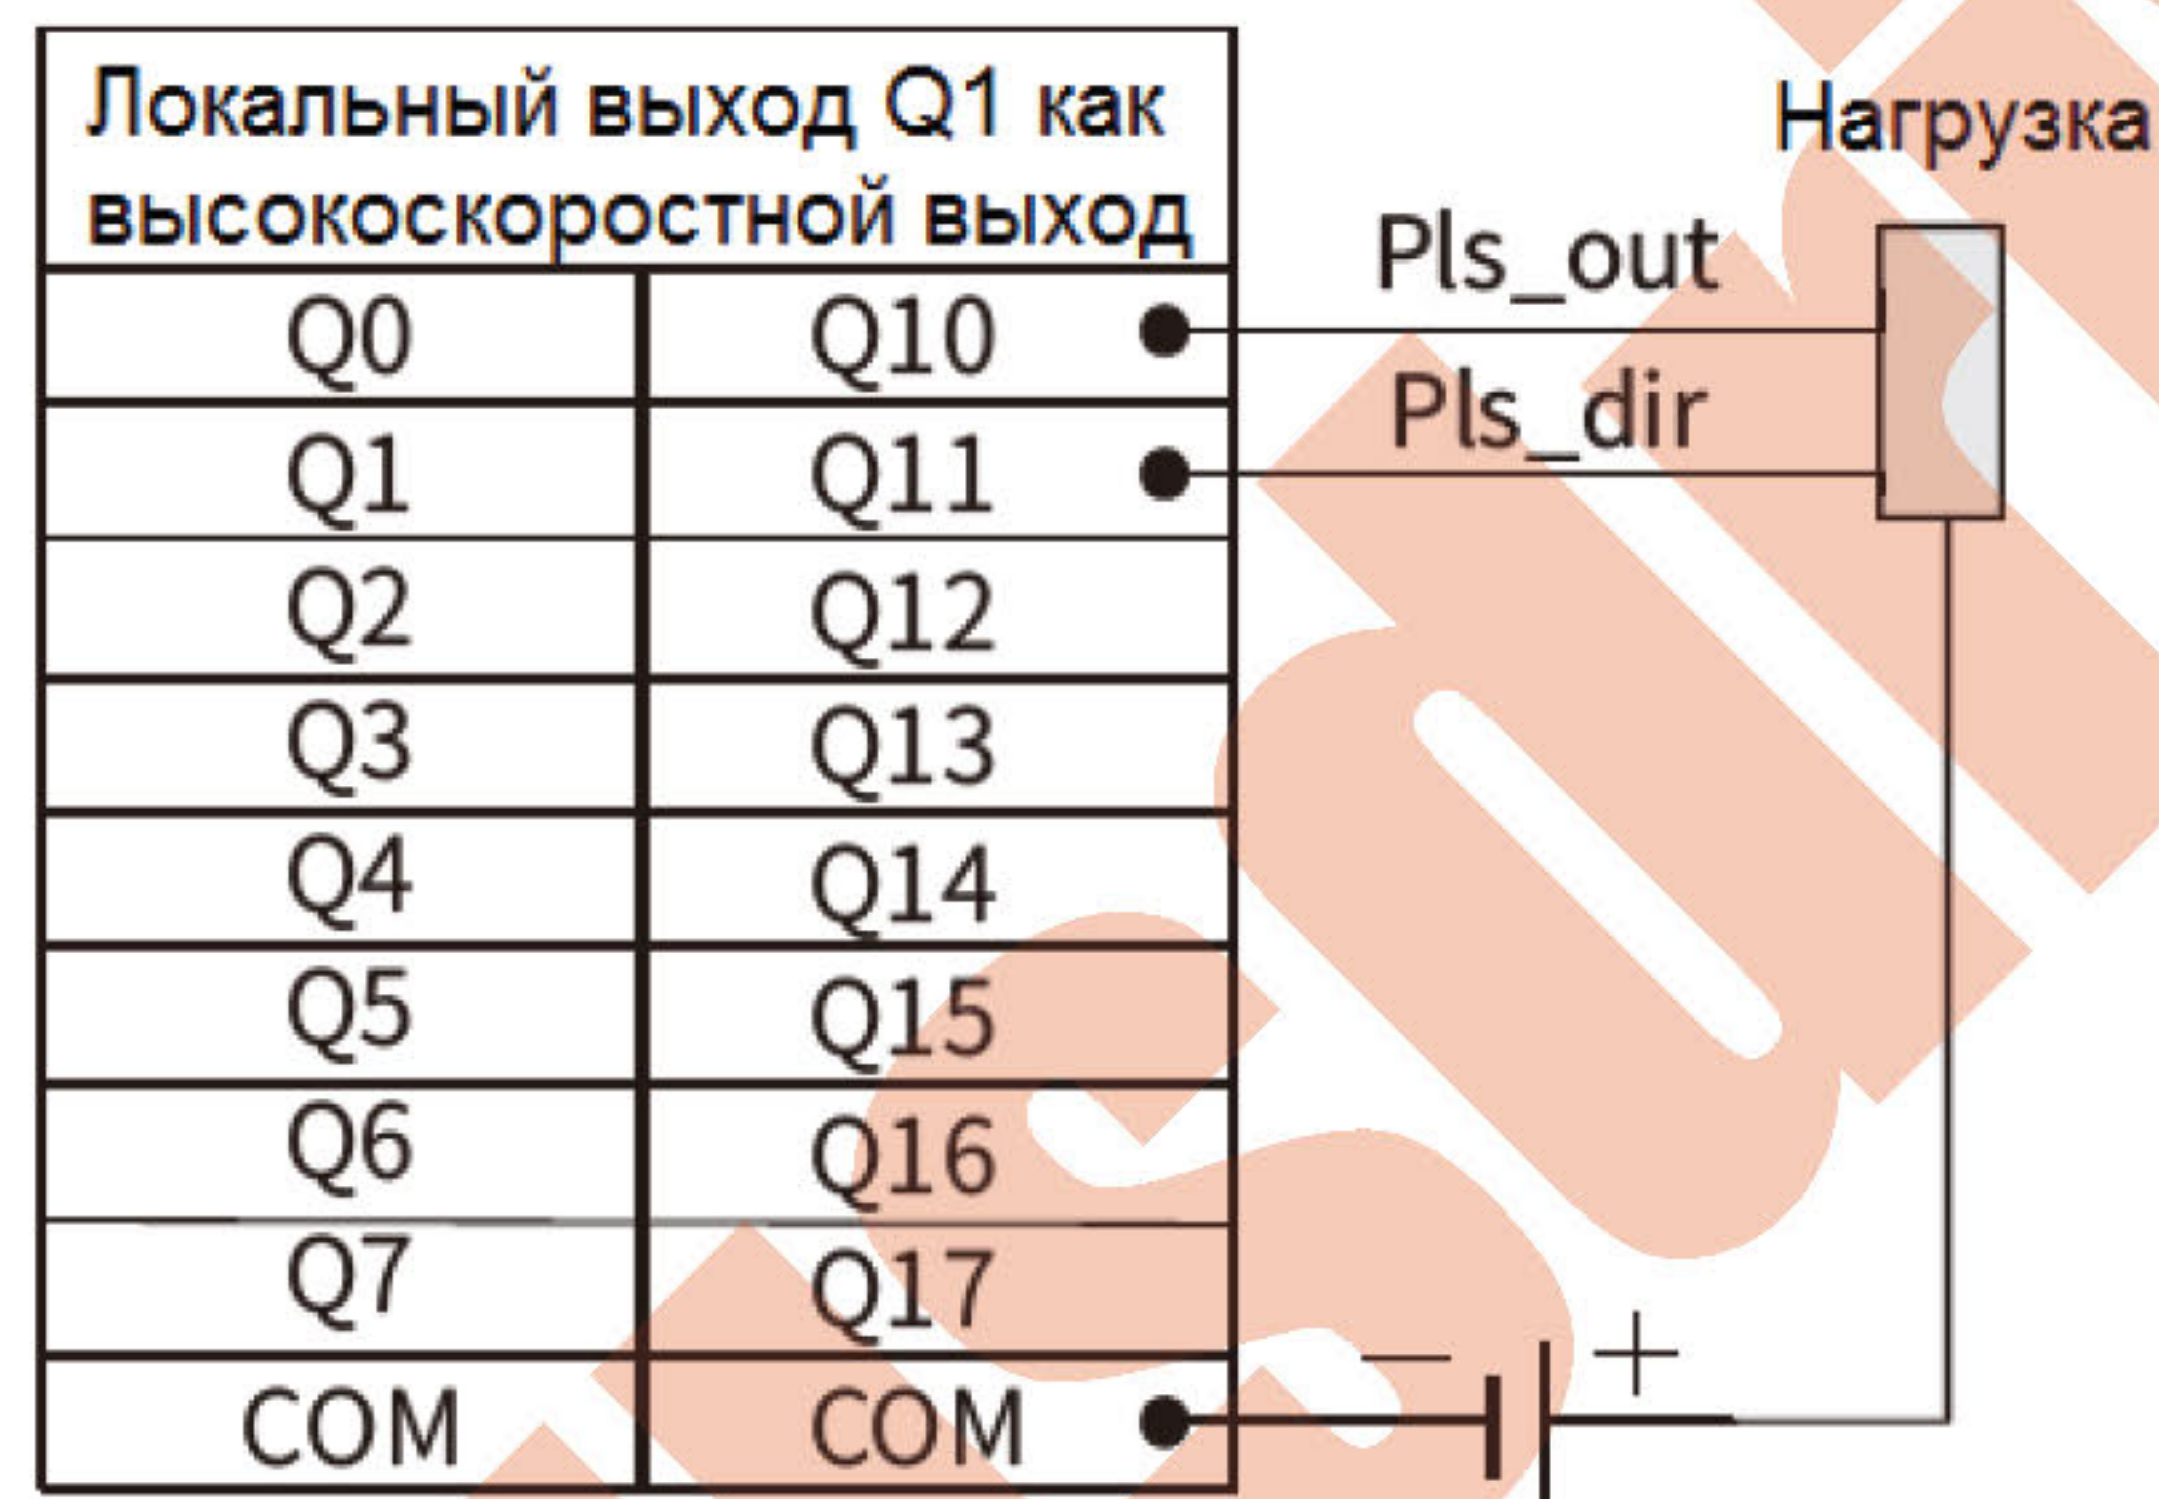 Локальный выход Q1 как
высокоскоростной выход
Нагрузка
Pls_out
Q0 Q10
Pls_dir
Q1 Q11
Q2 Q12
Q3 Q13
Q4 Q14
Q5 Q15
Q6 Q16
Q7 Q17
− +
COM COM